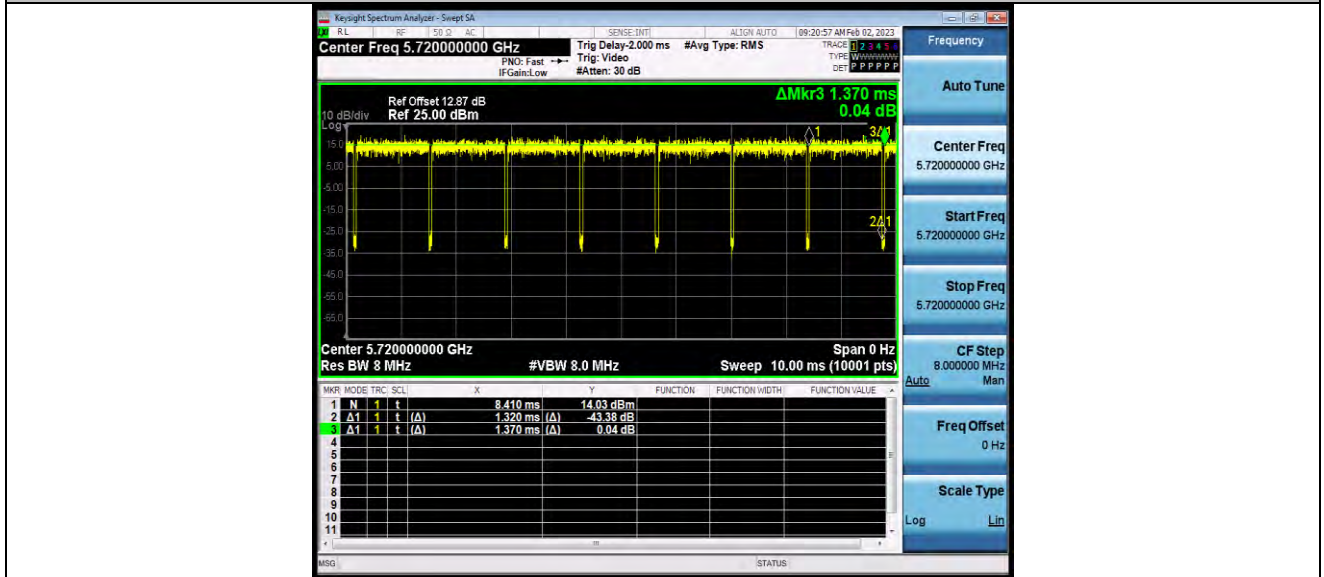 Keysight Spectrum Analyzer - Swept SA
RL RF 50 Ω AC SENSE:INT ALIGN AUTO 09:20:57 AM Feb 02, 2023
Center Freq 5.720000000 GHz
Trig Delay-2.000 ms #Avg Type: RMS
TRACE 1 2 3 4 5 6
PNO: Fast Trig: Video
TYPE WWWWWW
IFGain:Low #Atten: 30 dB
DET P P P P P P
ΔMkr3 1.370 ms
0.04 dB
Ref Offset 12.87 dB
10 dB/div Ref 25.00 dBm
Log
15.0
5.00
-5.00
-15.0
-25.0
-35.0
-45.0
-55.0
-65.0
1
3Δ1
2Δ1
Center 5.720000000 GHz Span 0 Hz
Res BW 8 MHz #VBW 8.0 MHz Sweep 10.00 ms (10001 pts)
MKR MODE TRC SCL X Y FUNCTION FUNCTION WIDTH FUNCTION VALUE
1 N 1 t 8.410 ms 14.03 dBm
2 Δ1 1 t (Δ) 1.320 ms (Δ) -43.38 dB
3 Δ1 1 t (Δ) 1.370 ms (Δ) 0.04 dB
4
5
6
7
8
9
10
11
MSG STATUS
Frequency
Auto Tune
Center Freq
5.720000000 GHz
Start Freq
5.720000000 GHz
Stop Freq
5.720000000 GHz
CF Step
8.000000 MHz
Auto Man
Freq Offset
0 Hz
Scale Type
Log Lin